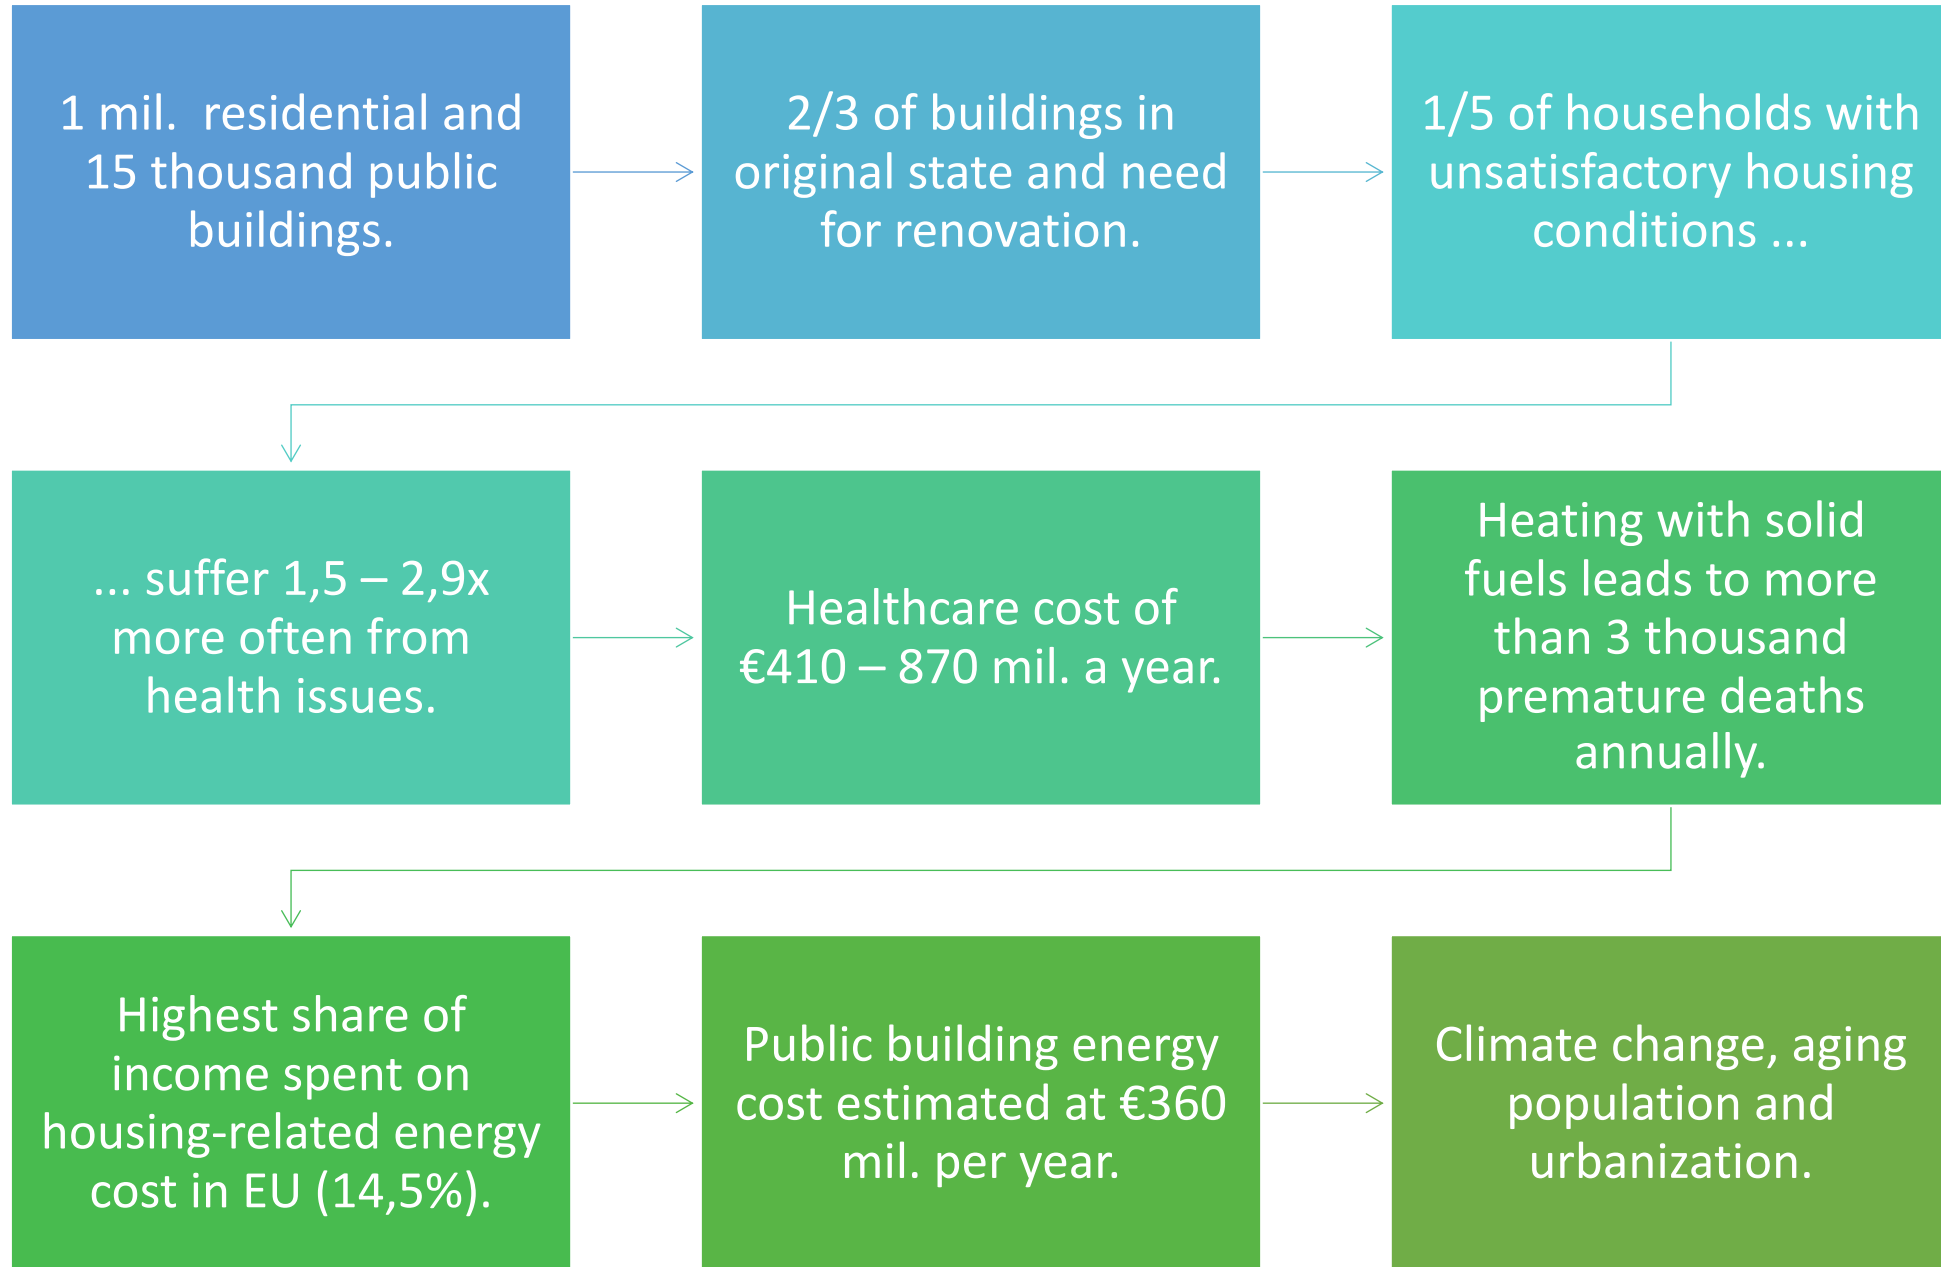 1 mil.  residential and
15 thousand public
buildings.
2/3 of buildings in
original state and need
for renovation.
1/5 of households with
unsatisfactory housing
conditions ...
... suffer 1,5 – 2,9x
more often from
health issues.
Healthcare cost of
€410 – 870 mil. a year.
Heating with solid
fuels leads to more
than 3 thousand
premature deaths
annually.
Highest share of
income spent on
housing-related energy
cost in EU (14,5%).
Public building energy
cost estimated at €360
mil. per year.
Climate change, aging
population and
urbanization.